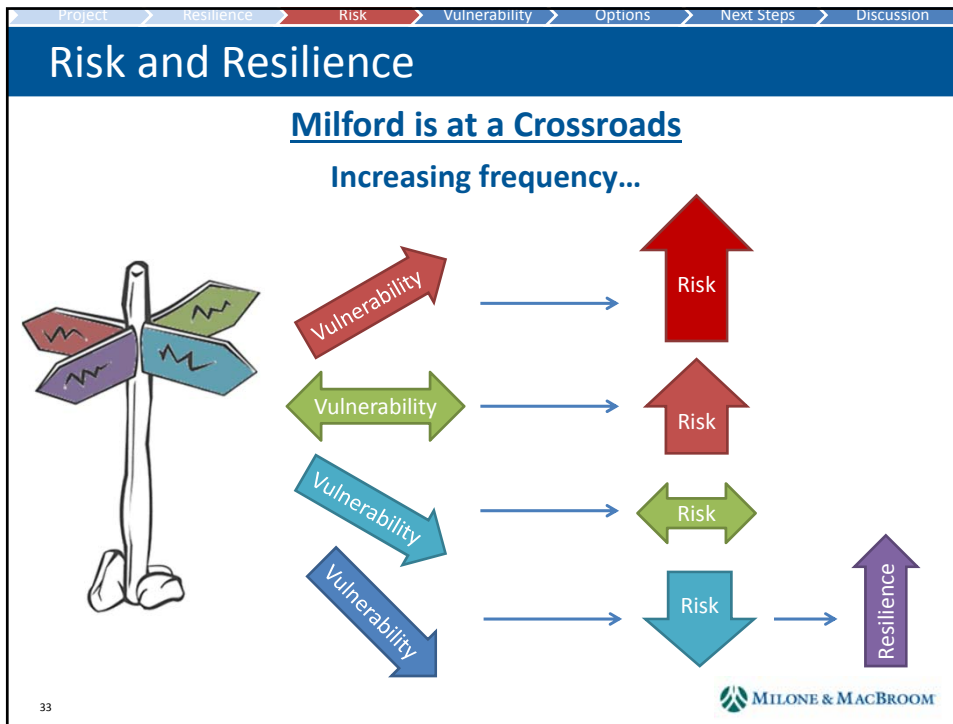 Project Resilience Risk Vulnerability Options Next Steps Discussion
Risk and Resilience
Milford is at a Crossroads
Increasing frequency…
Vulnerability
Risk
Vulnerability
Risk
Vulnerability
Risk
Vulnerability
Risk
Resilience
33
MILONE & MACBROOM